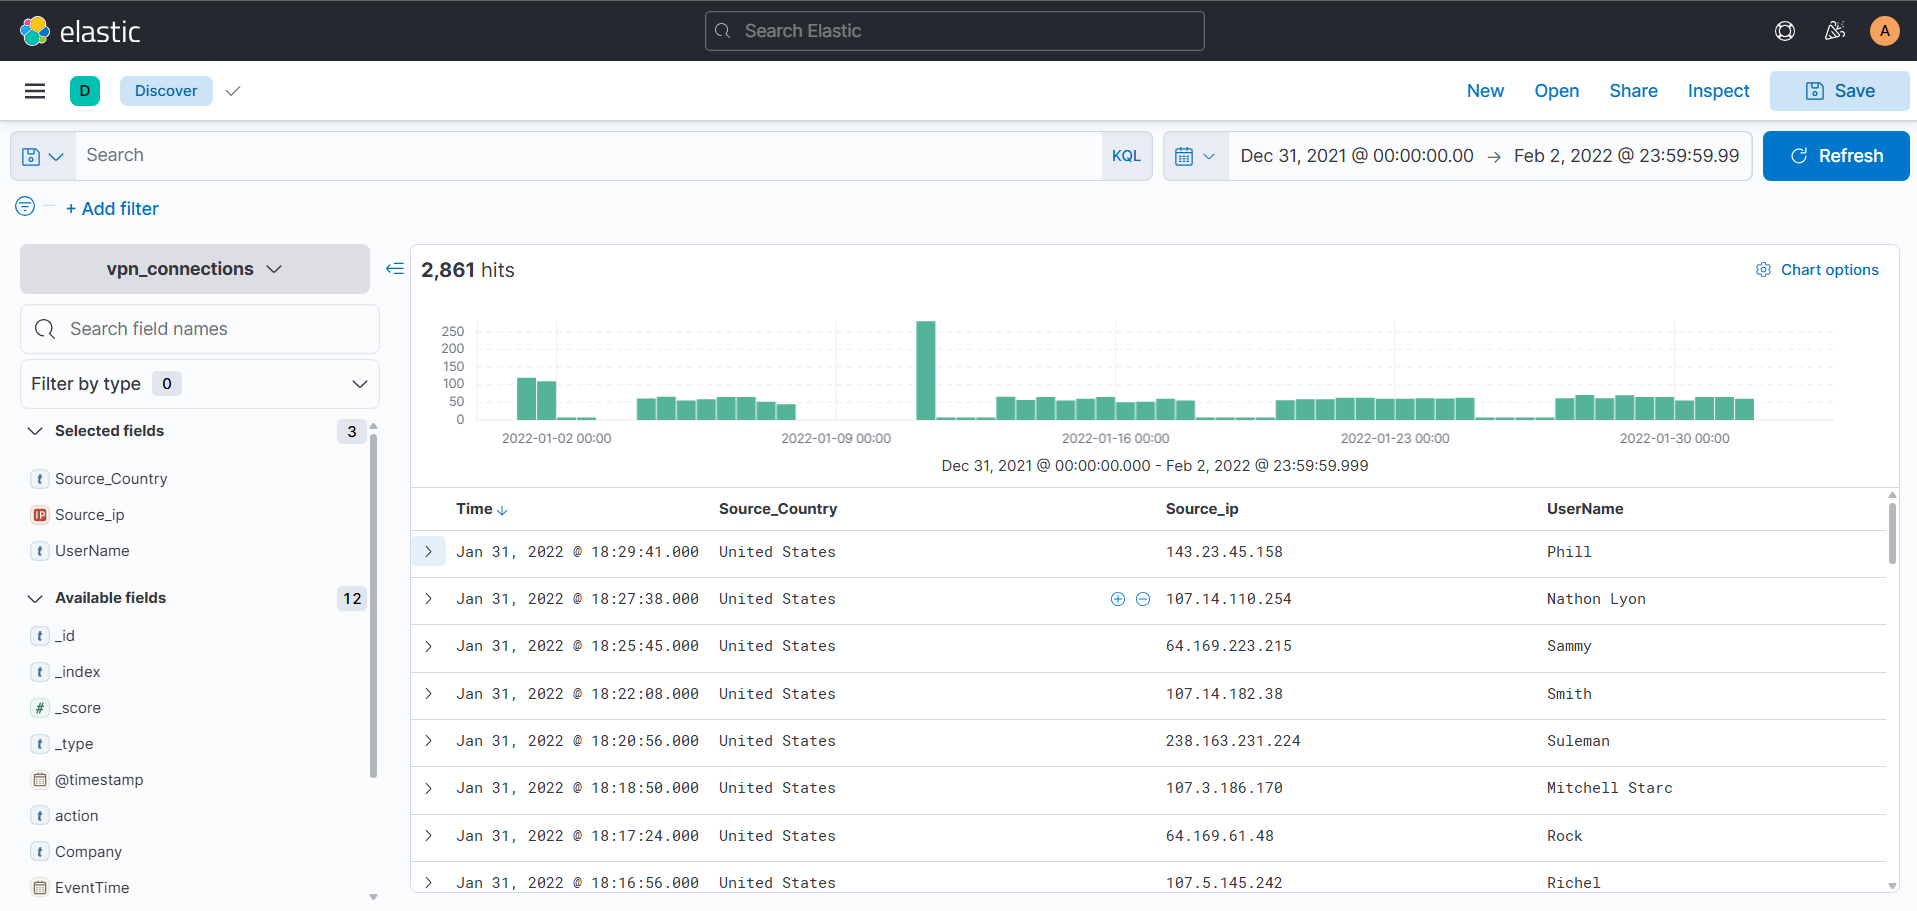 elastic
Search Elastic
A
D
Discover
New
Open
Share
Inspect
Save
Search
KQL
Dec 31, 2021 @ 00:00:00.00 → Feb 2, 2022 @ 23:59:59.99
Refresh
+ Add filter
vpn_connections
Search field names
Filter by type 0
Selected fields 3
t Source_Country
IP Source_ip
t UserName
Available fields 12
t _id
t _index
# _score
t _type
@timestamp
t action
t Company
EventTime
2,861 hits
Chart options
250
200
150
100
50
0
2022-01-02 00:00 2022-01-09 00:00 2022-01-16 00:00 2022-01-23 00:00 2022-01-30 00:00
Dec 31, 2021 @ 00:00:00.000 - Feb 2, 2022 @ 23:59:59.999
Time ↓ Source_Country Source_ip UserName
Jan 31, 2022 @ 18:29:41.000 United States 143.23.45.158 Phill
Jan 31, 2022 @ 18:27:38.000 United States 107.14.110.254 Nathon Lyon
Jan 31, 2022 @ 18:25:45.000 United States 64.169.223.215 Sammy
Jan 31, 2022 @ 18:22:08.000 United States 107.14.182.38 Smith
Jan 31, 2022 @ 18:20:56.000 United States 238.163.231.224 Suleman
Jan 31, 2022 @ 18:18:50.000 United States 107.3.186.170 Mitchell Starc
Jan 31, 2022 @ 18:17:24.000 United States 64.169.61.48 Rock
Jan 31, 2022 @ 18:16:56.000 United States 107.5.145.242 Richel